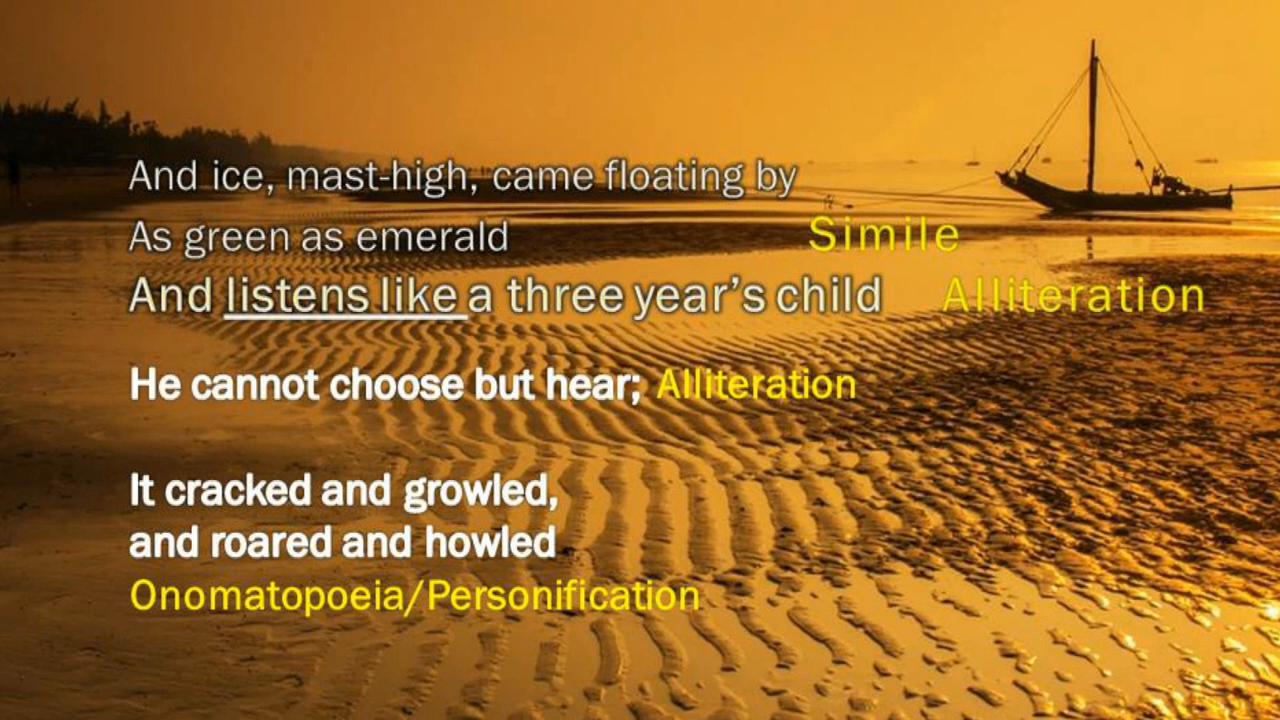 And ice, mast-high, came floating by
As green as emerald Simile
And listens like a three year’s child Alliteration
He cannot choose but hear; Alliteration
It cracked and growled,
and roared and howled
Onomatopoeia/Personification